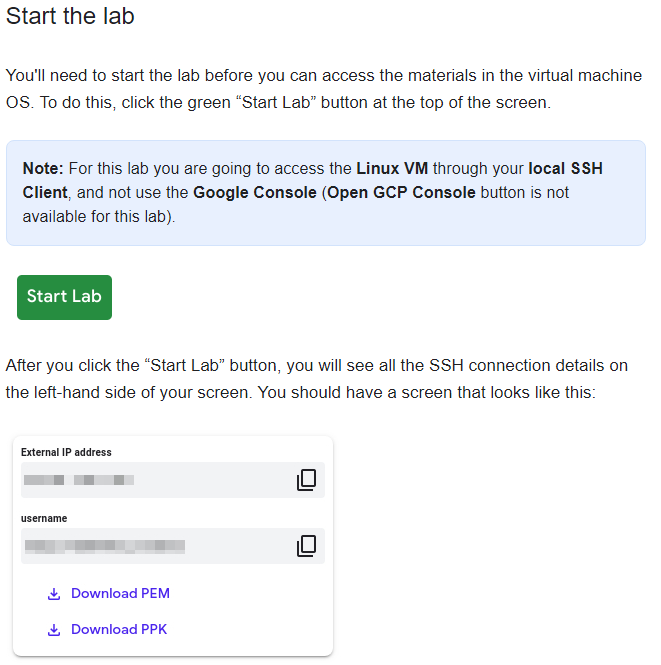 Start the lab
You'll need to start the lab before you can access the materials in the virtual machine
OS. To do this, click the green “Start Lab” button at the top of the screen.
Note: For this lab you are going to access the Linux VM through your local SSH
Client, and not use the Google Console (Open GCP Console button is not
available for this lab).
Start Lab
After you click the “Start Lab” button, you will see all the SSH connection details on
the left-hand side of your screen. You should have a screen that looks like this:
External IP address
username
Download PEM
Download PPK